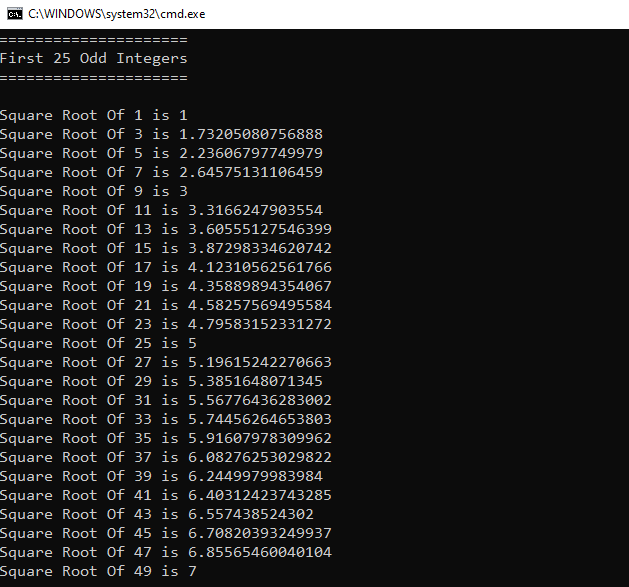 C:\WINDOWS\system32\cmd.exe
=====================
First 25 Odd Integers
=====================
Square Root Of 1 is 1
Square Root Of 3 is 1.73205080756888
Square Root Of 5 is 2.23606797749979
Square Root Of 7 is 2.64575131106459
Square Root Of 9 is 3
Square Root Of 11 is 3.3166247903554
Square Root Of 13 is 3.60555127546399
Square Root Of 15 is 3.87298334620742
Square Root Of 17 is 4.12310562561766
Square Root Of 19 is 4.35889894354067
Square Root Of 21 is 4.58257569495584
Square Root Of 23 is 4.79583152331272
Square Root Of 25 is 5
Square Root Of 27 is 5.19615242270663
Square Root Of 29 is 5.3851648071345
Square Root Of 31 is 5.56776436283002
Square Root Of 33 is 5.74456264653803
Square Root Of 35 is 5.91607978309962
Square Root Of 37 is 6.08276253029822
Square Root Of 39 is 6.2449979983984
Square Root Of 41 is 6.40312423743285
Square Root Of 43 is 6.557438524302
Square Root Of 45 is 6.70820393249937
Square Root Of 47 is 6.85565460040104
Square Root Of 49 is 7